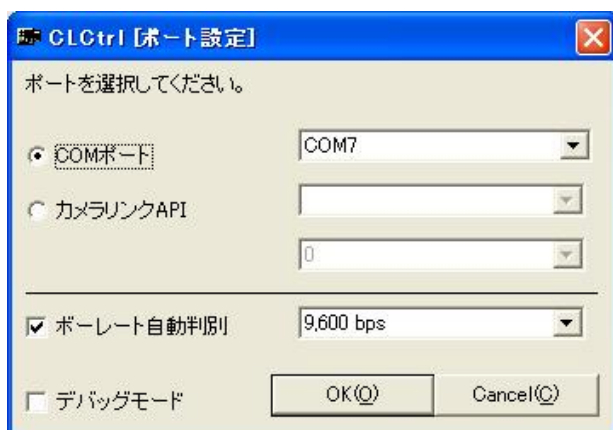 CLCtrl [ポート設定]
ポートを選択してください。
COMポート
COM7
カメラリンクAPI
0
ボーレート自動判別
9,600 bps
デバッグモード
OK(O)
Cancel(C)